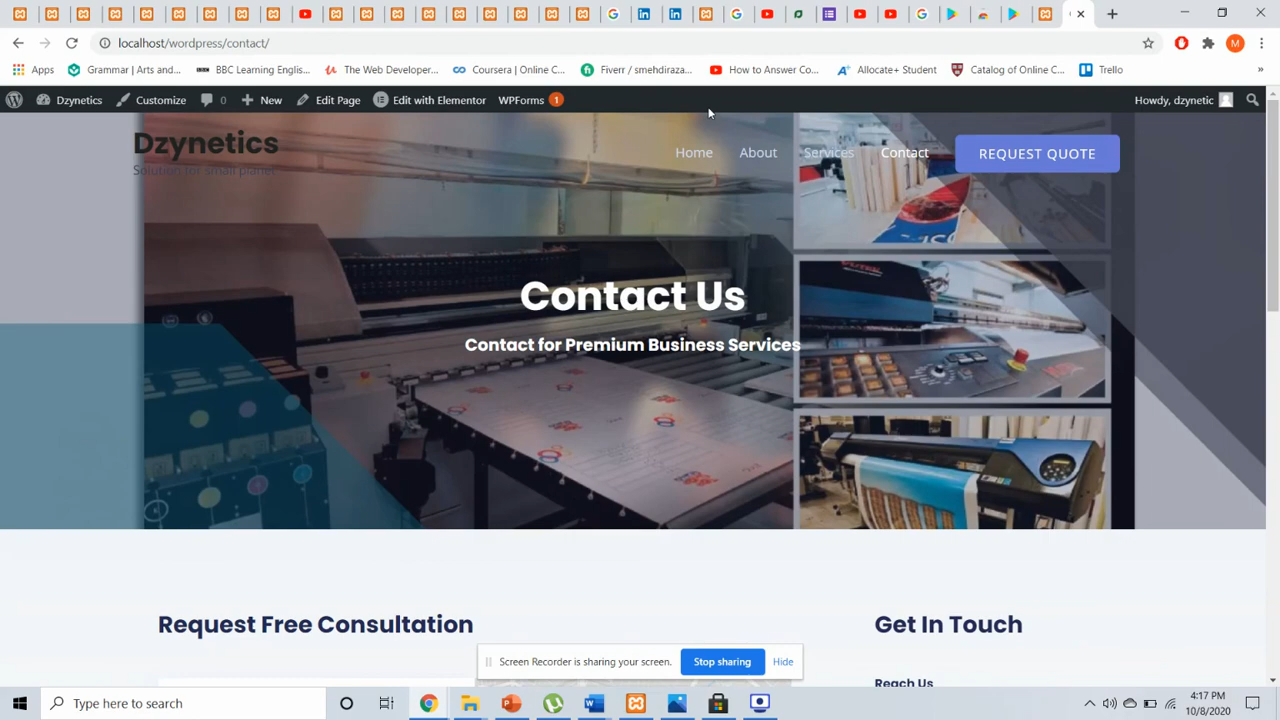 localhost/wordpress/contact/
Apps
Grammar | Arts and...
BBC Learning Englis...
The Web Developer...
Coursera | Online C...
Fiverr / smehdiraza...
How to Answer Co...
Allocate+ Student
Catalog of Online C...
Trello
»
Dzynetics
Customize
0
New
Edit Page
Edit with Elementor
WPForms 1
Howdy, dzynetic
Dzynetics
Solution for small planet
Home
About
Services
Contact
REQUEST QUOTE
Contact Us
Contact for Premium Business Services
Request Free Consultation
Get In Touch
Screen Recorder is sharing your screen.
Stop sharing
Hide
Reach Us
Type here to search
4:17 PM
10/8/2020